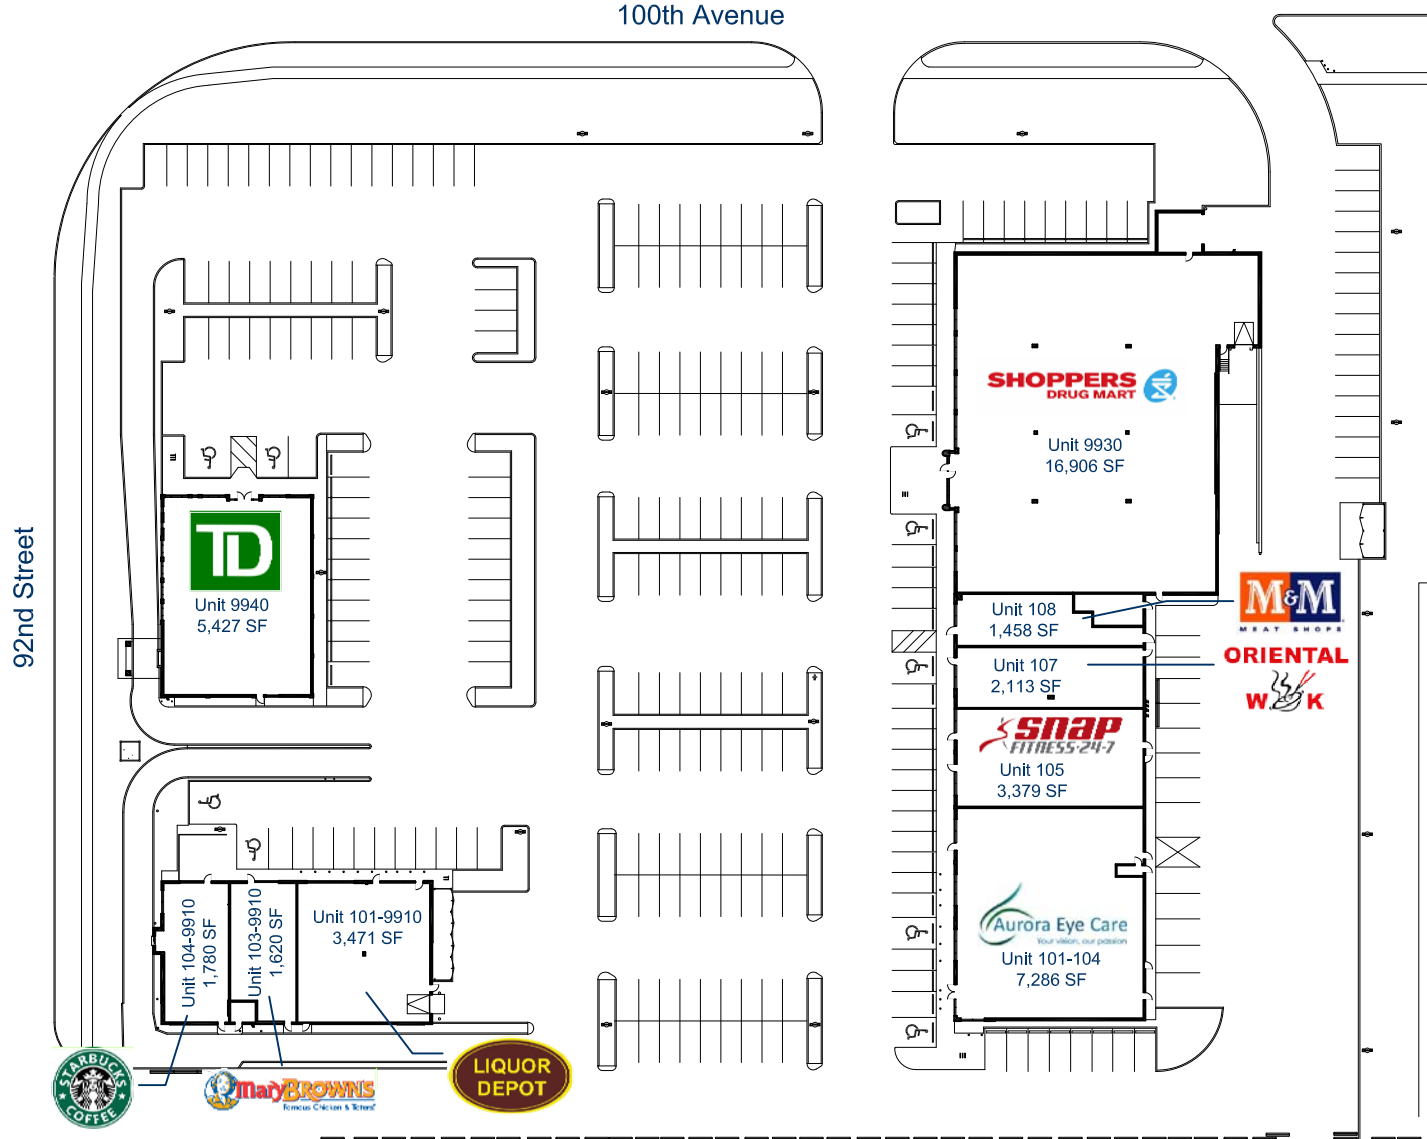 100th Avenue
92nd Street
SHOPPERS
DRUG MART
Unit 9930
16,906 SF
TD
Unit 9940
5,427 SF
M&M
MEAT SHOPS
Unit 108
1,458 SF
ORIENTAL
WOK
Unit 107
2,113 SF
snap
FITNESS·24-7
Unit 105
3,379 SF
Aurora Eye Care
Your vision, our passion
Unit 101-104
7,286 SF
Unit 104-9910
1,780 SF
Unit 103-9910
1,620 SF
Unit 101-9910
3,471 SF
STARBUCKS
COFFEE
Mary BROWN'S
Famous Chicken & Taters!
LIQUOR
DEPOT